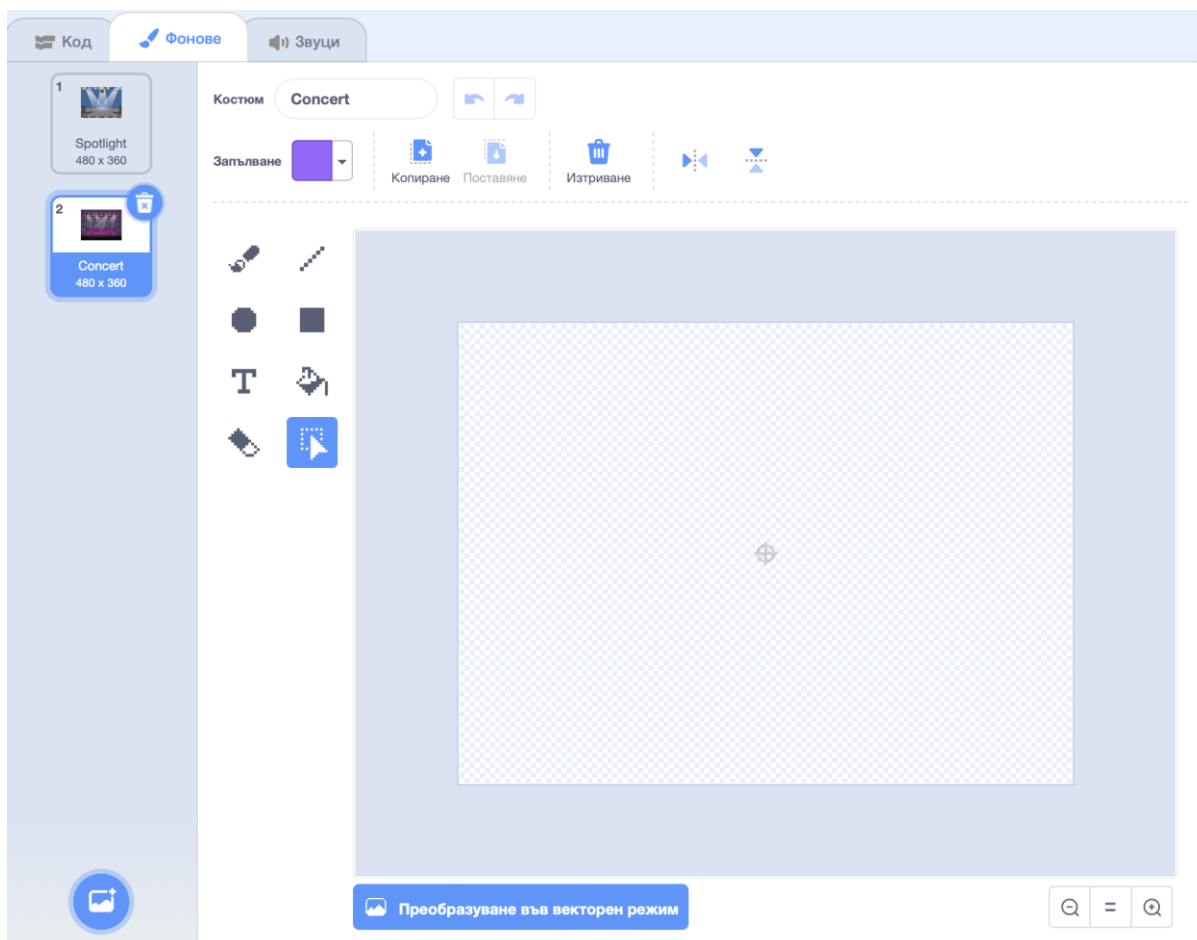 Код
Фонове
Звуци
1
Spotlight
480 x 360
2
Concert
480 x 360
Костюм
Concert
Запълване
Копиране
Поставяне
Изтриване
T
Преобразуване във векторен режим
=